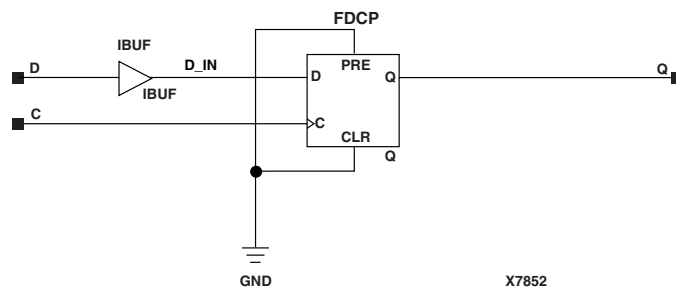 FDCP
IBUF
D
D_IN
IBUF
D
PRE
Q
Q
C
C
CLR
Q
GND
X7852